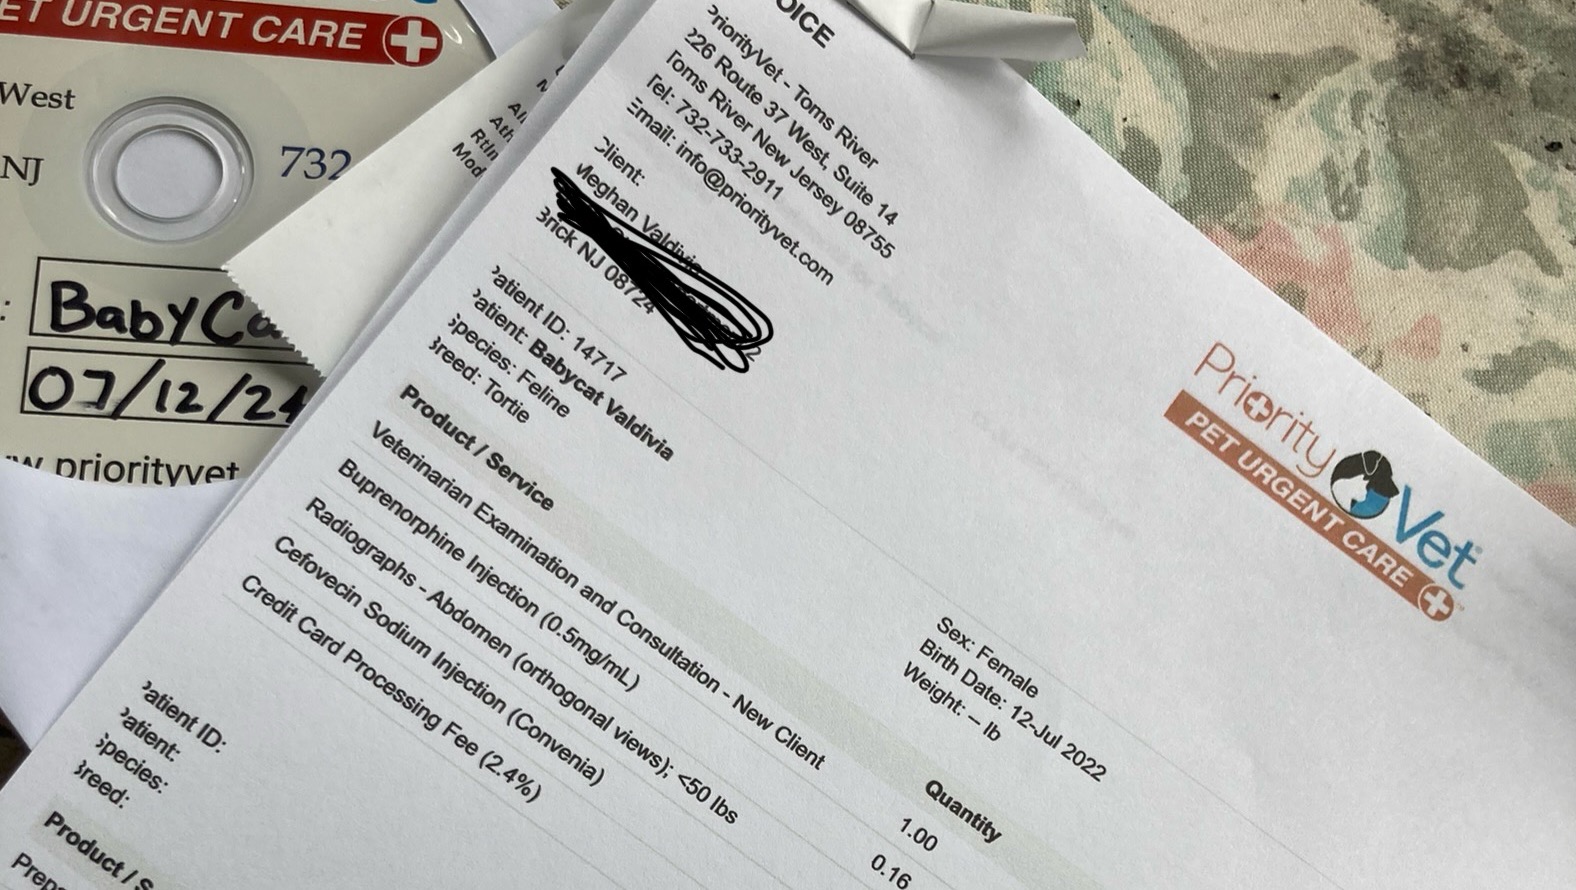 ET URGENT CARE
West
NJ
732
BabyCa
07/12/24
priorityvet
OICE
PriorityVet - Toms River
226 Route 37 West, Suite 14
Toms River New Jersey 08755
Tel: 732-733-2911
Email: info@priorityvet.com
Client:
Meghan Valdivia
Brick NJ 08724
Patient ID: 14717
Patient: Babycat Valdivia
Species: Feline
Breed: Tortie
Sex: Female
Birth Date: 12-Jul 2022
Weight: -- lb
Priority Vet
PET URGENT CARE
Product / Service
Quantity
Veterinarian Examination and Consultation - New Client
1.00
Buprenorphine Injection (0.5mg/mL)
0.16
Radiographs - Abdomen (orthogonal views); <50 lbs
Cefovecin Sodium Injection (Convenia)
Credit Card Processing Fee (2.4%)
Patient ID:
Patient:
Species:
Breed:
Product / S
Prep